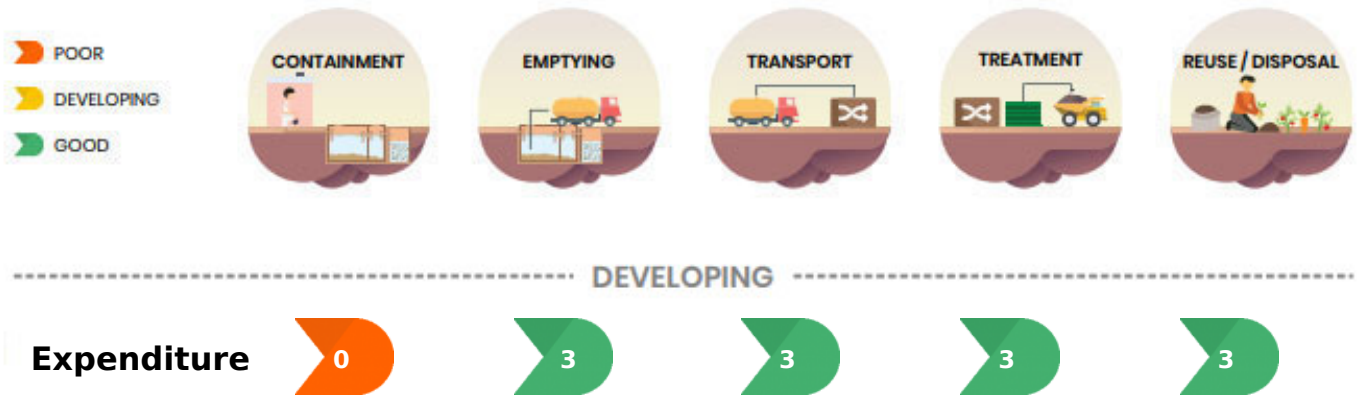 POOR
DEVELOPING
GOOD
CONTAINMENT
EMPTYING
TRANSPORT
TREATMENT
REUSE / DISPOSAL
DEVELOPING
Expenditure 0 3 3 3 3